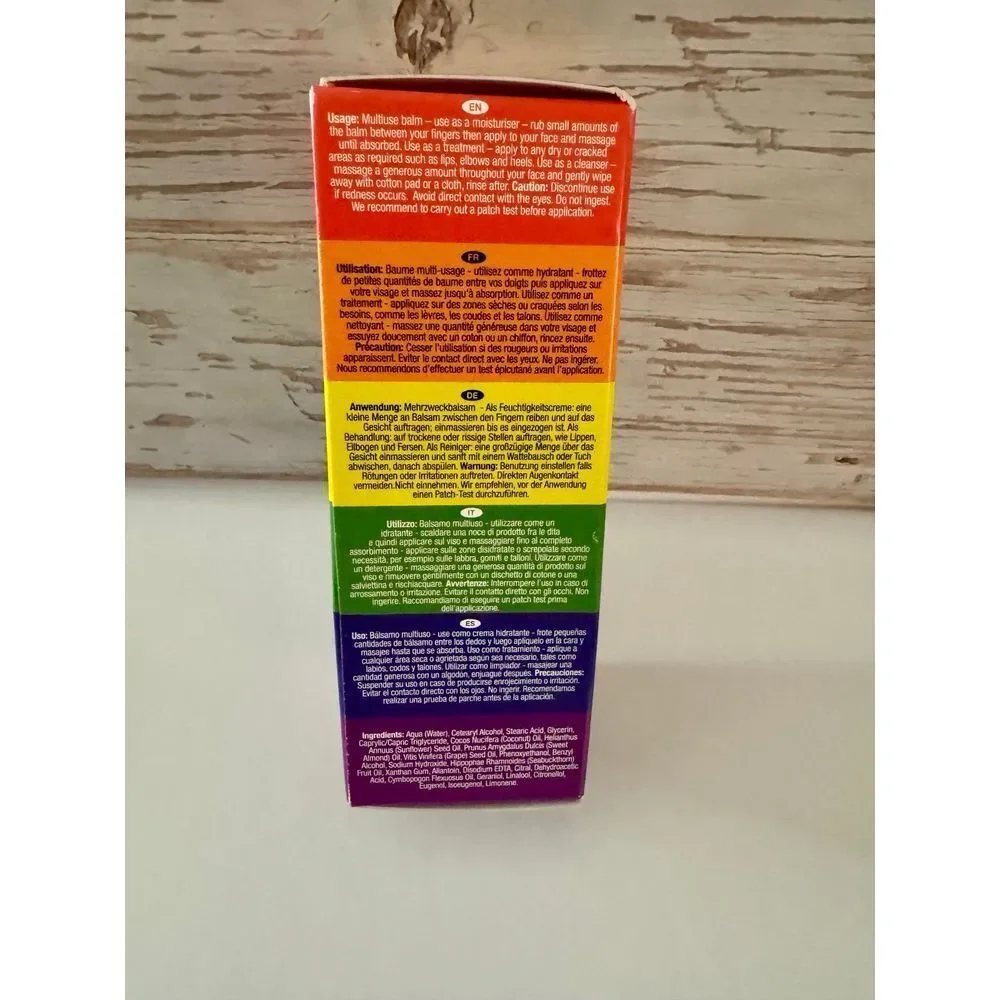 EN
Usage: Multiuse balm – use as a moisturiser – rub small amounts of
the balm between your fingers then apply to your face and massage
until absorbed. Use as a treatment – apply to any dry or cracked
areas as required such as lips, elbows and heels. Use as a cleanser –
massage a generous amount throughout your face and gently wipe
away with cotton pad or a cloth, rinse after. Caution: Discontinue use
if redness occurs. Avoid direct contact with the eyes. Do not ingest.
We recommend to carry out a patch test before application.
FR
Utilisation: Baume multi-usage - utilisez comme hydratant - frottez
de petites quantités de baume entre vos doigts puis appliquez sur
votre visage et massez jusqu'à absorption. Utilisez comme un
traitement - appliquez sur des zones sèches ou craquées selon les
besoins, comme les lèvres, les coudes et les talons. Utilisez comme
nettoyant - massez une quantité généreuse dans votre visage et
essuyez doucement avec un coton ou un chiffon, rincez ensuite.
Précaution: Cesser l'utilisation si des rougeurs ou irritations
apparaissent. Eviter le contact direct avec les yeux. Ne pas ingérer.
Nous recommendons d'effectuer un test épicutané avant l'application.
DE
Anwendung: Mehrzweckbalsam - Als Feuchtigkeitscreme: eine
kleine Menge an Balsam zwischen den Fingern reiben und auf das
Gesicht auftragen; einmassieren bis es eingezogen ist. Als
Behandlung: auf trockene oder rissige Stellen auftragen, wie Lippen,
Ellbogen und Fersen. Als Reiniger: eine großzügige Menge über das
Gesicht einmassieren und sanft mit einem Wattebausch oder Tuch
abwischen, danach abspülen. Warnung: Benutzung einstellen falls
Rötungen oder Irritationen auftreten. Direkten Augenkontakt
vermeiden.Nicht einnehmen. Wir empfehlen, vor der Anwendung
einen Patch-Test durchzuführen.
IT
Utilizzo: Balsamo multiuso - utilizzare come un
idratante - scaldare una noce di prodotto fra le dita
e quindi applicare sul viso e massaggiare fino al completo
assorbimento - applicare sulle zone disidratate o screpolate secondo
necessità, per esempio sulle labbra, gomiti e talloni. Utilizzare come
un detergente - massaggiare una generosa quantità di prodotto sul
viso e rimuovere gentilmente con un dischetto di cotone o una
salviettina e rischiacquare. Avvertenze: Interrompere l'uso in caso di
arrossamento o irritazione. Evitare il contatto diretto con gli occhi. Non
ingerire. Raccomandiamo di eseguire un patch test prima
dell'applicazione.
ES
Uso: Bálsamo multiuso - use como crema hidratante - frote pequeñas
cantidades de bálsamo entre los dedos y luego aplíquelo en la cara y
masajee hasta que se absorba. Uso como tratamiento - aplique a
cualquier área seca o agrietada según sea necesario, tales como
labios, codos y talones. Utilizar como limpiador - masajear una
cantidad generosa con un algodón, enjuague después. Precauciones:
Suspender su uso en caso de producirse enrojecimiento o irritación.
Evitar el contacto directo con los ojos. No ingerir. Recomendamos
realizar una prueba de parche antes de la aplicación.
Ingredients: Aqua (Water), Cetearyl Alcohol, Stearic Acid, Glycerin,
Caprylic/Capric Triglyceride, Cocos Nucifera (Coconut) Oil, Helianthus
Annuus (Sunflower) Seed Oil, Prunus Amygdalus Dulcis (Sweet
Almond) Oil, Vitis Vinifera (Grape) Seed Oil, Phenoxyethanol, Benzyl
Alcohol, Sodium Hydroxide, Hippophae Rhamnoides (Seabuckthorn)
Fruit Oil, Xanthan Gum, Allantoin, Disodium EDTA, Citral, Dehydroacetic
Acid, Cymbopogon Flexuosus Oil, Geraniol, Linalool, Citronellol,
Eugenol, Isoeugenol, Limonene.